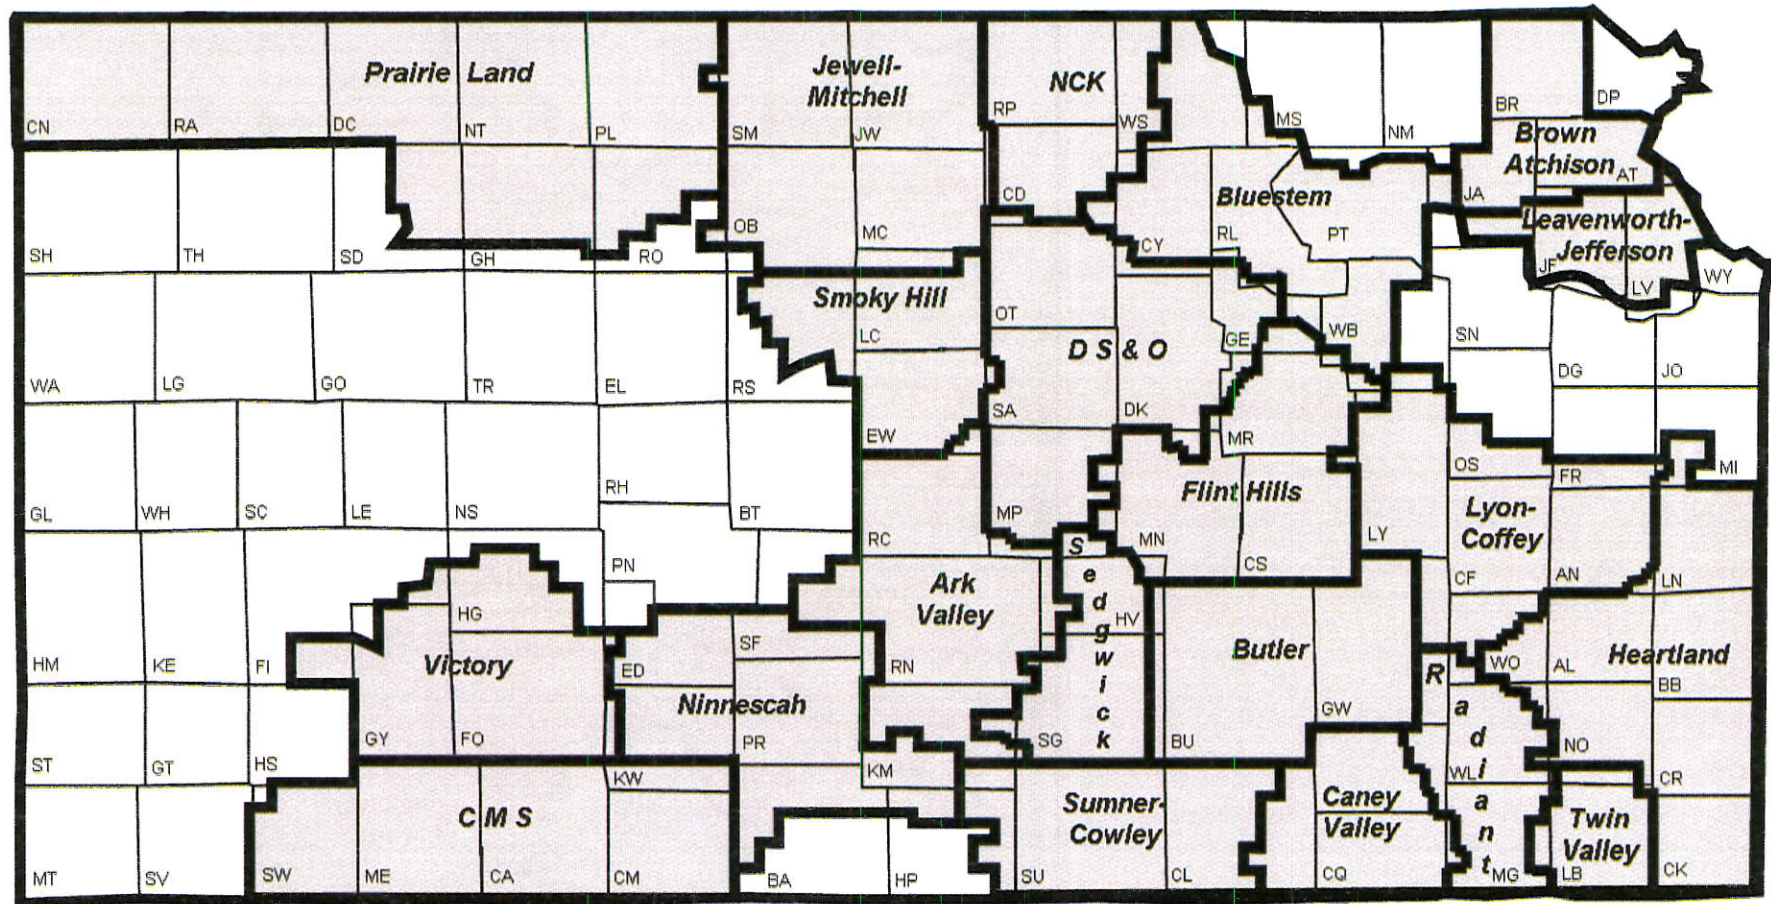 Prairie Land
Jewell-
Mitchell
NCK
CN
RA
DC
NT
PL
SM
JW
RP
WS
MS
NM
BR
DP
Brown
Atchison
AT
JA
CD
Bluestem
SH
TH
SD
GH
RO
OB
MC
CY
RL
PT
Leavenworth-
Jefferson
JF
LV
WY
Smoky Hill
LC
OT
D S & O
GE
WB
SN
DG
JO
WA
LG
GO
TR
EL
RS
EW
SA
DK
MR
OS
FR
MI
GL
WH
SC
LE
NS
RH
BT
RC
MP
Flint Hills
MN
CS
LY
Lyon-
Coffey
CF
AN
LN
PN
HG
Ark
Valley
S
e
d
g
w
i
c
k
HV
HM
KE
FI
Victory
ED
SF
RN
Butler
R
a
d
i
a
n
t
WO
AL
Heartland
BB
Ninnescah
GY
FO
PR
SG
BU
GW
NO
ST
GT
HS
KW
KM
WL
CR
C M S
Sumner-
Cowley
Caney
Valley
Twin
Valley
MT
SV
SW
ME
CA
CM
BA
HP
SU
CL
CQ
MG
LB
CK